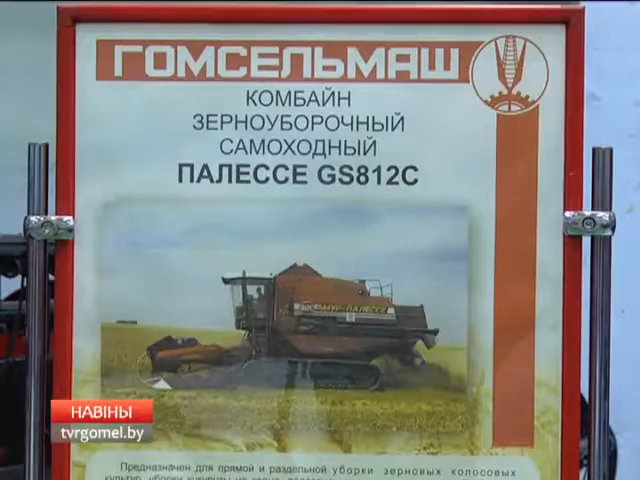 ГОМСЕЛЬМАШ
КОМБАЙН
ЗЕРНОУБОРОЧНЫЙ
САМОХОДНЫЙ
ПАЛЕССЕ GS812C
АМУР-ПАЛЕССЕ
НАВІНЫ
tvrgomel.by
Предназначен для прямой и раздельной уборки зерновых колосовых